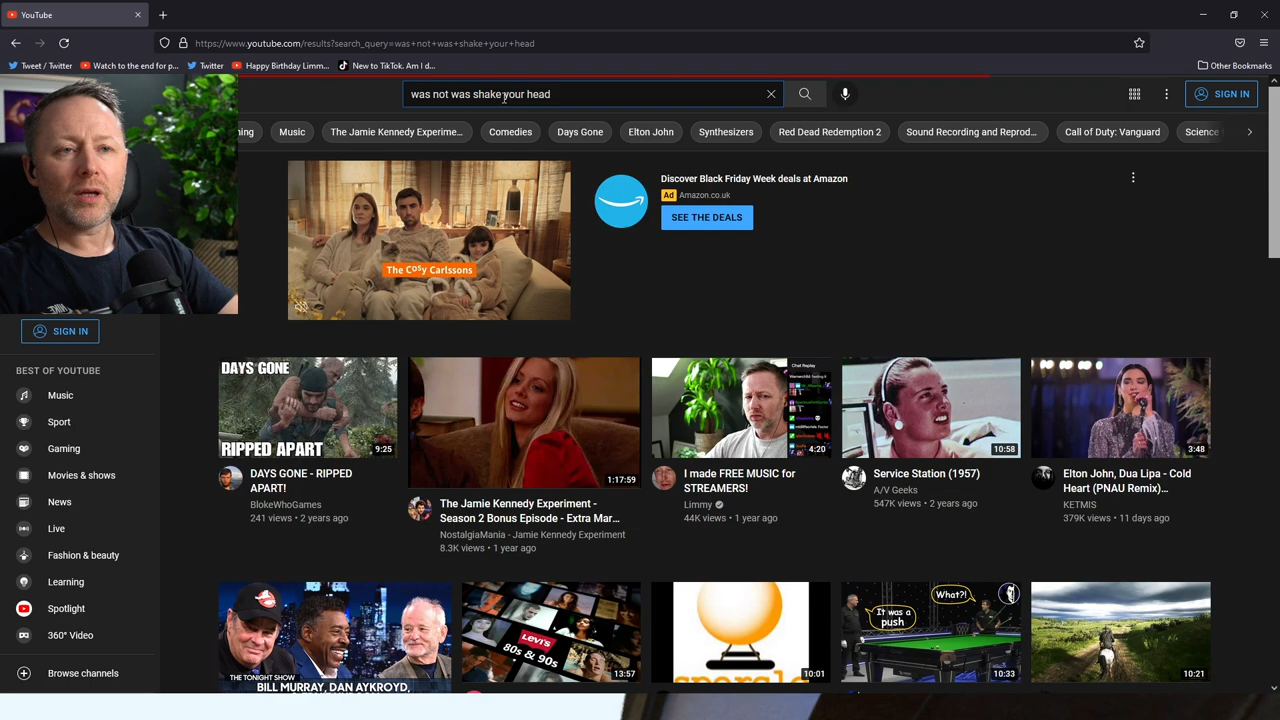 YouTube
https://www.youtube.com/results?search_query=was+not+was+shake+your+head
Tweet / Twitter
Watch to the end for p...
Twitter
Happy Birthday Limm...
New to TikTok. Am I d...
Other Bookmarks
was not was shake your head
SIGN IN
Music
The Jamie Kennedy Experime...
Comedies
Days Gone
Elton John
Synthesizers
Red Dead Redemption 2
Sound Recording and Reprod...
Call of Duty: Vanguard
Science
The Cosy Carlssons
Discover Black Friday Week deals at Amazon
Ad Amazon.co.uk
SEE THE DEALS
SIGN IN
BEST OF YOUTUBE
Music
Sport
Gaming
Movies & shows
News
Live
Fashion & beauty
Learning
Spotlight
360° Video
Browse channels
DAYS GONE
RIPPED APART
9:25
DAYS GONE - RIPPED
APART!
BlokeWhoGames
241 views • 2 years ago
1:17:59
The Jamie Kennedy Experiment -
Season 2 Bonus Episode - Extra Mar...
NostalgiaMania - Jamie Kennedy Experiment
8.3K views • 1 year ago
Chat Replay
4:20
I made FREE MUSIC for
STREAMERS!
Limmy
44K views • 1 year ago
10:58
Service Station (1957)
A/V Geeks
547K views • 2 years ago
3:48
Elton John, Dua Lipa - Cold
Heart (PNAU Remix)...
KETMIS
379K views • 11 days ago
THE TONIGHT SHOW
BILL MURRAY, DAN AYKROYD,
Levi's
80s & 90s
13:57
10:01
It was a
push
What?!
10:33
10:21